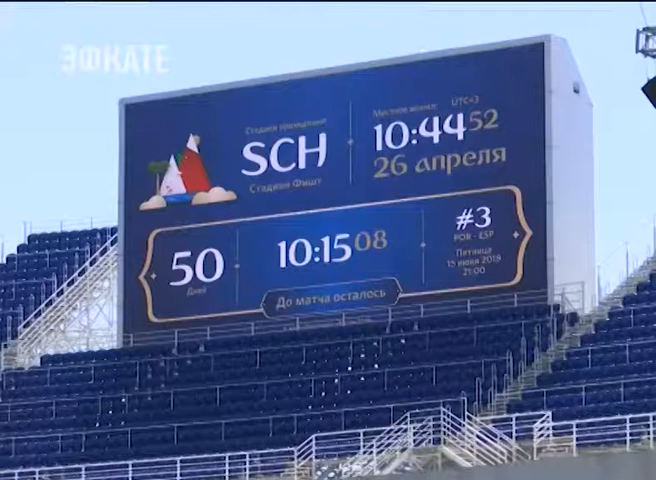 ЭФКАТЕ
Стадион проведения
SCH
Стадион Фишт
Местное время UTC+3
10:44 52
26 апреля
50
Дней
10:15 08
До матча осталось
#3
POR - ESP
Пятница
15 июня 2018
21:00